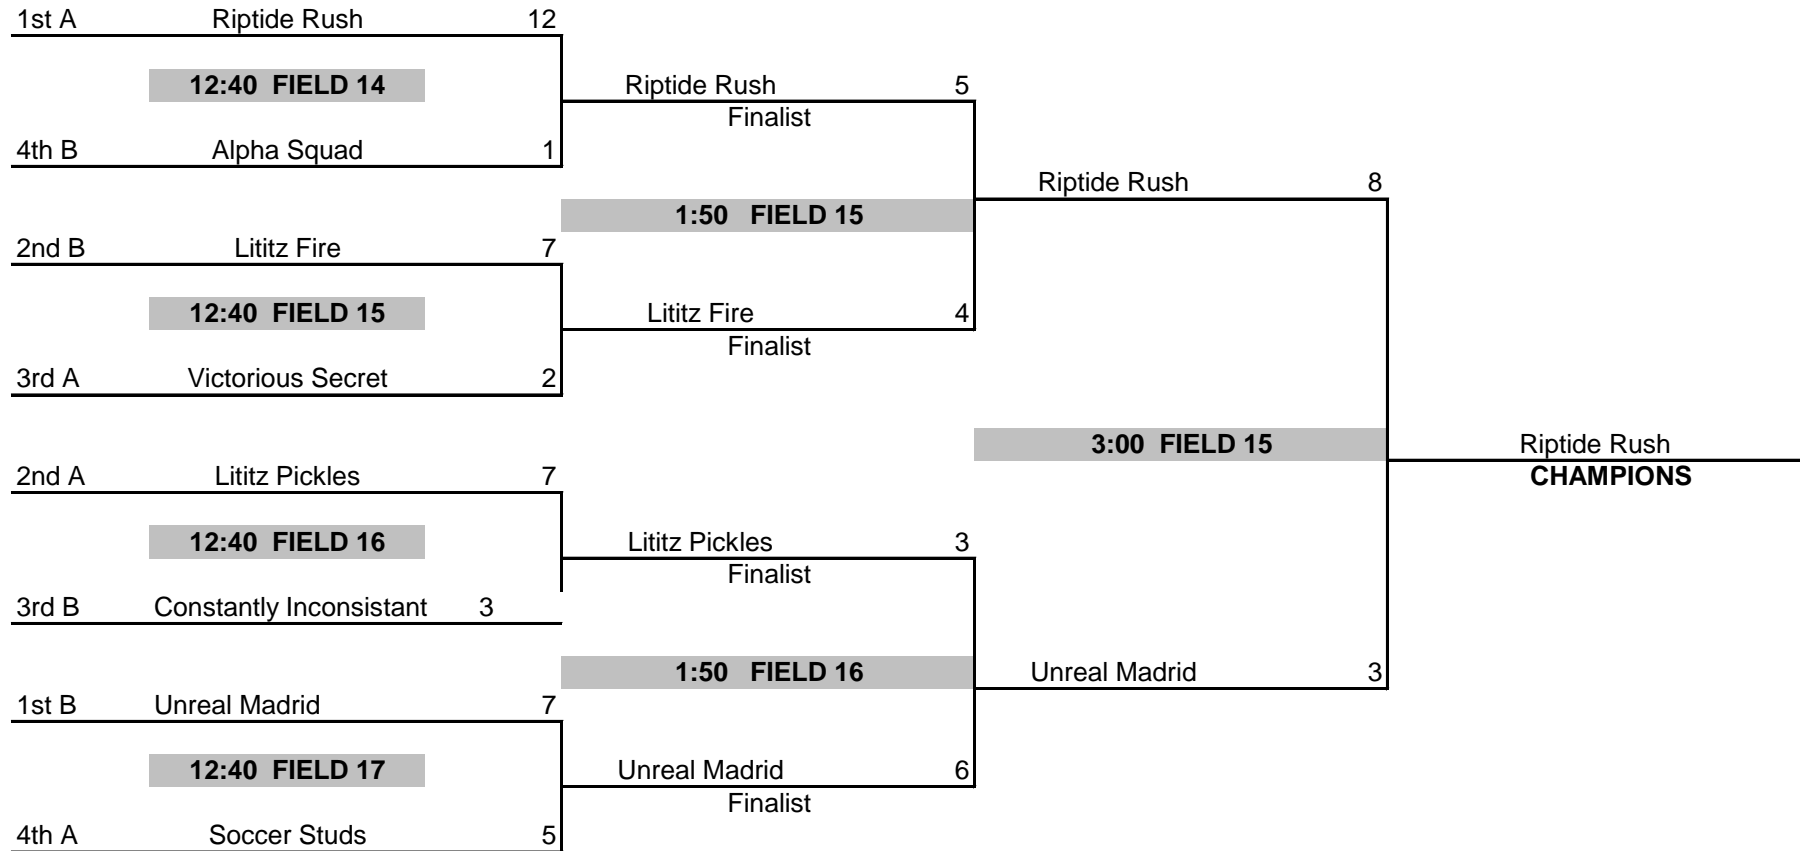 1st A Riptide Rush 12
12:40 FIELD 14
Riptide Rush 5
Finalist
4th B Alpha Squad 1
Riptide Rush 8
1:50 FIELD 15
2nd B Lititz Fire 7
12:40 FIELD 15
Lititz Fire 4
Finalist
3rd A Victorious Secret 2
3:00 FIELD 15
Riptide Rush
CHAMPIONS
2nd A Lititz Pickles 7
12:40 FIELD 16
Lititz Pickles 3
Finalist
3rd B Constantly Inconsistant 3
1:50 FIELD 16
Unreal Madrid 3
1st B Unreal Madrid 7
12:40 FIELD 17
Unreal Madrid 6
Finalist
4th A Soccer Studs 5